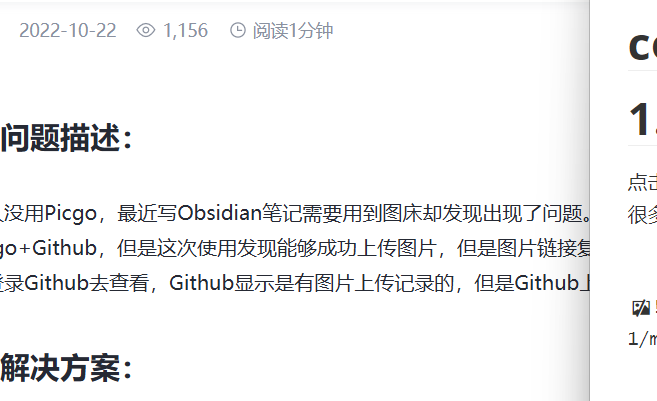 2022-10-22 1,156 阅读1分钟
问题描述：
没用Picgo，最近写Obsidian笔记需要用到图床却发现出现了问题。
go+Github，但是这次使用发现能够成功上传图片，但是图片链接复
登录Github去查看，Github显示是有图片上传记录的，但是Github上
解决方案：
co
1.
点击
很多
!
1/m